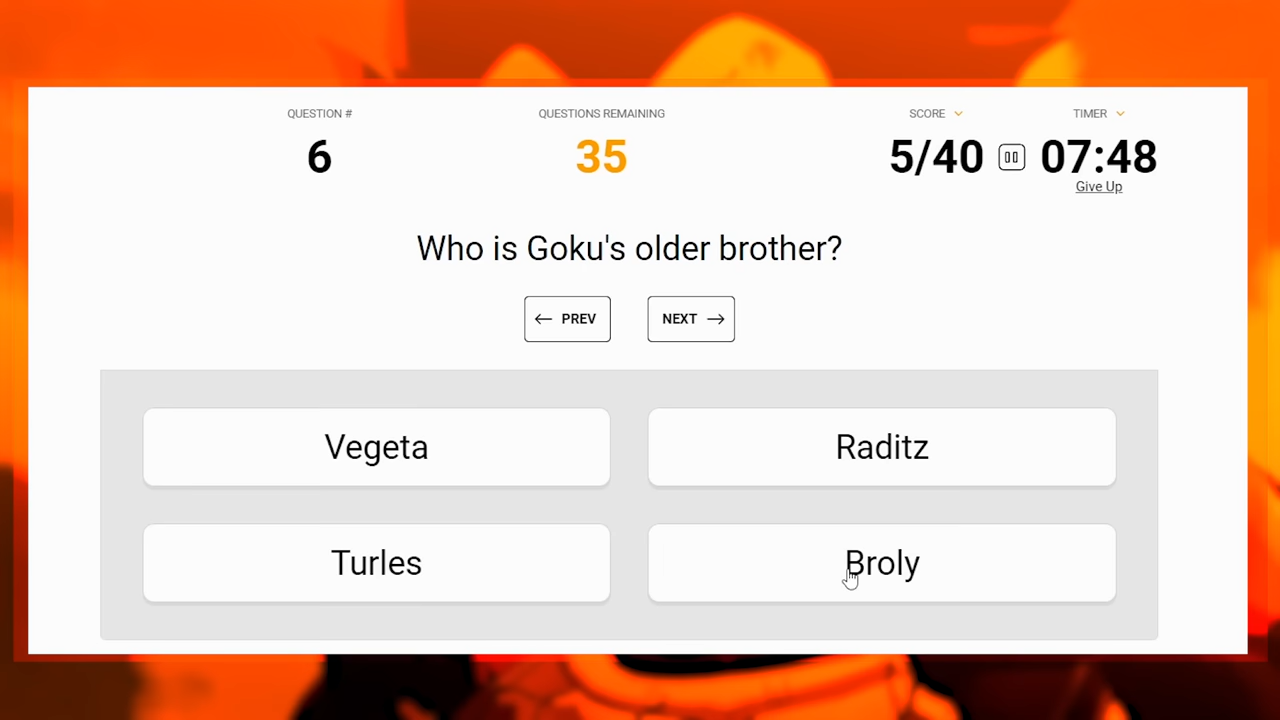 QUESTION #
6
QUESTIONS REMAINING
35
SCORE
5/40
TIMER
07:48
Give Up
Who is Goku's older brother?
← PREV
NEXT →
Vegeta
Raditz
Turles
Broly